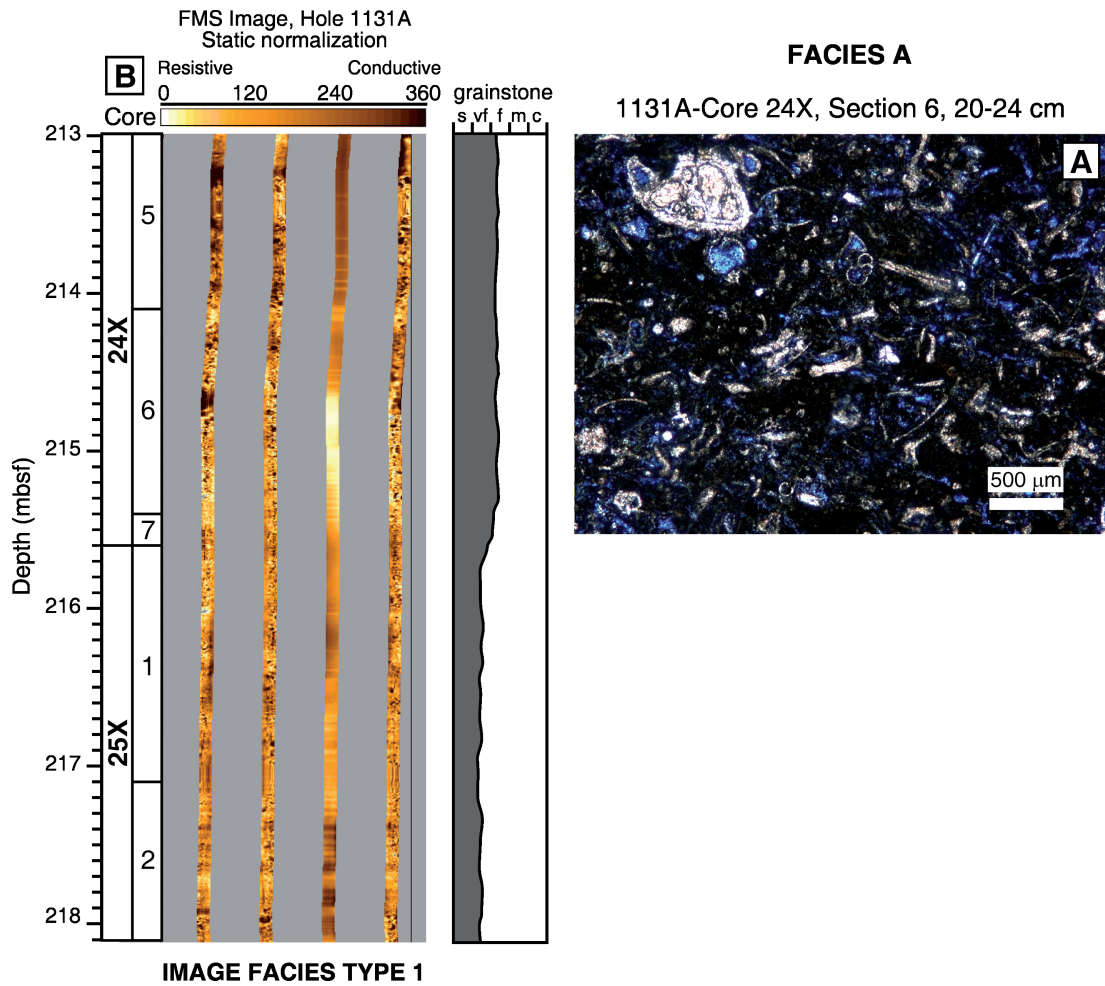 FMS Image, Hole 1131A
Static normalization
B
Resistive Conductive
0 120 240 360
Core
grainstone
s vf f m c
213
214
215
216
217
218
Depth (mbsf)
24X
25X
5
6
7
1
2
IMAGE FACIES TYPE 1
FACIES A
1131A-Core 24X, Section 6, 20-24 cm
A
500 µm